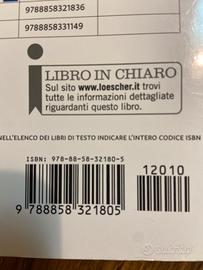 9788858321836
9788858331149
LIBRO IN CHIARO
Sul sito www.loescher.it trovi
tutte le informazioni dettagliate
riguardanti questo libro.
NELL'ELENCO DEI LIBRI DI TESTO INDICARE L'INTERO CODICE ISBN
ISBN: 978-88-58-32180-5
12010
9 788858 321805